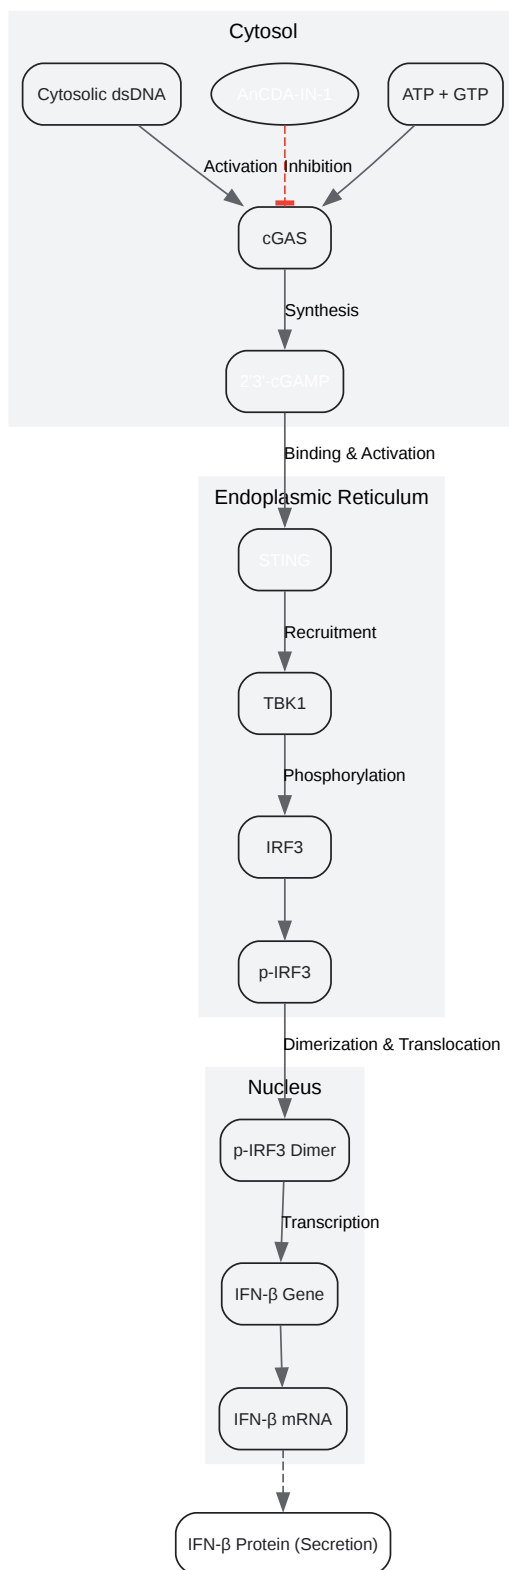 Cytosol
Cytosolic dsDNA
AnCDA-IN-1
ATP + GTP
Activation
Inhibition
cGAS
Synthesis
2'3'-cGAMP
Binding & Activation
Endoplasmic Reticulum
STING
Recruitment
TBK1
Phosphorylation
IRF3
p-IRF3
Dimerization & Translocation
Nucleus
p-IRF3 Dimer
Transcription
IFN-β Gene
IFN-β mRNA
IFN-β Protein (Secretion)